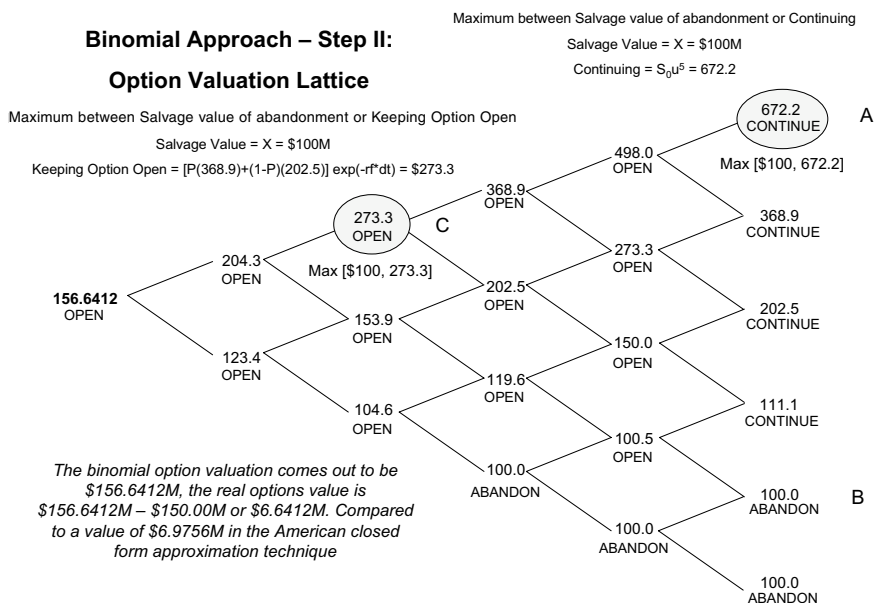 Maximum between Salvage value of abandonment or Continuing
Salvage Value = X = $100M
Continuing = S₀u⁵ = 672.2
Binomial Approach – Step II:
Option Valuation Lattice
Maximum between Salvage value of abandonment or Keeping Option Open
Salvage Value = X = $100M
Keeping Option Open = [P(368.9)+(1-P)(202.5)] exp(-rf*dt) = $273.3
156.6412
OPEN
204.3
OPEN
123.4
OPEN
273.3
OPEN
C
Max [$100, 273.3]
153.9
OPEN
104.6
OPEN
368.9
OPEN
202.5
OPEN
119.6
OPEN
100.0
ABANDON
498.0
OPEN
273.3
OPEN
150.0
OPEN
100.5
OPEN
100.0
ABANDON
672.2
CONTINUE
A
Max [$100, 672.2]
368.9
CONTINUE
202.5
CONTINUE
111.1
CONTINUE
100.0
ABANDON
B
100.0
ABANDON
The binomial option valuation comes out to be
$156.6412M, the real options value is
$156.6412M – $150.00M or $6.6412M. Compared
to a value of $6.9756M in the American closed
form approximation technique